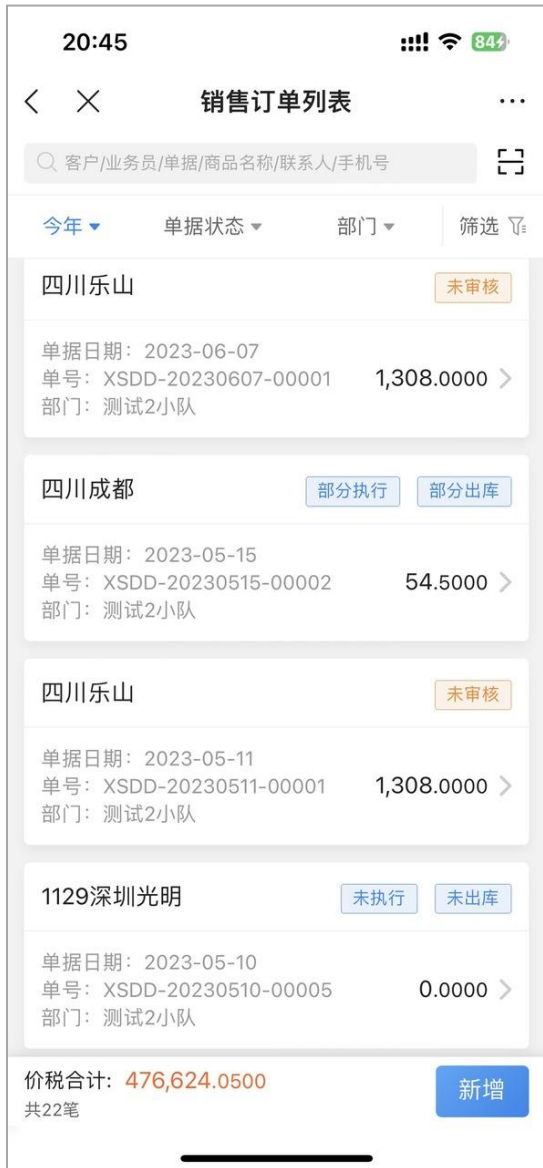 20:45
84
销售订单列表
客户/业务员/单据/商品名称/联系人/手机号
今年 单据状态 部门 筛选
四川乐山 未审核
单据日期：2023-06-07
单号：XSDD-20230607-00001 1,308.0000
部门：测试2小队
四川成都 部分执行 部分出库
单据日期：2023-05-15
单号：XSDD-20230515-00002 54.5000
部门：测试2小队
四川乐山 未审核
单据日期：2023-05-11
单号：XSDD-20230511-00001 1,308.0000
部门：测试2小队
1129深圳光明 未执行 未出库
单据日期：2023-05-10
单号：XSDD-20230510-00005 0.0000
部门：测试2小队
价税合计：476,624.0500
共22笔
新增